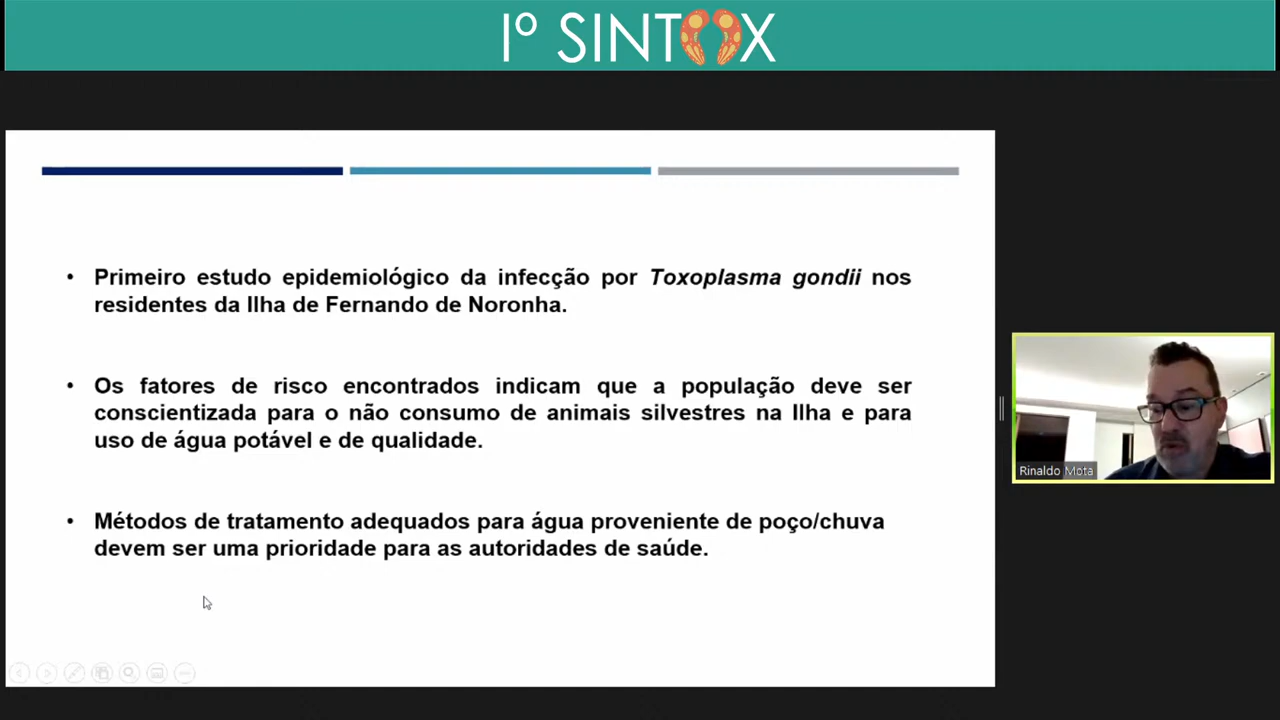 Iº SINTOX
• Primeiro estudo epidemiológico da infecção por Toxoplasma gondii nos
residentes da Ilha de Fernando de Noronha.
• Os fatores de risco encontrados indicam que a população deve ser
conscientizada para o não consumo de animais silvestres na Ilha e para
uso de água potável e de qualidade.
• Métodos de tratamento adequados para água proveniente de poço/chuva
devem ser uma prioridade para as autoridades de saúde.
Rinaldo Mota